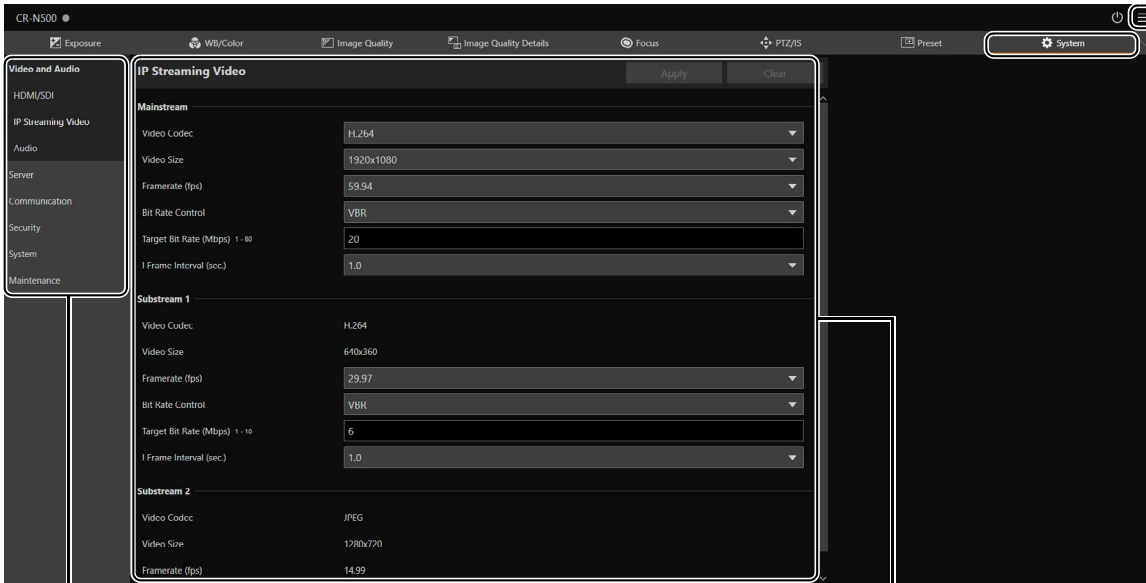 CR-N500
Exposure WB/Color Image Quality Image Quality Details Focus PTZ/IS Preset System
Video and Audio
HDMI/SDI
IP Streaming Video
Audio
Server
Communication
Security
System
Maintenance
IP Streaming Video Apply Clear
Mainstream
Video Codec H.264
Video Size 1920x1080
Framerate (fps) 59.94
Bit Rate Control VBR
Target Bit Rate (Mbps) 1 - 80 20
I Frame Interval (sec.) 1.0
Substream 1
Video Codec H.264
Video Size 640x360
Framerate (fps) 29.97
Bit Rate Control VBR
Target Bit Rate (Mbps) 1 - 10 6
I Frame Interval (sec.) 1.0
Substream 2
Video Codec JPEG
Video Size 1280x720
Framerate (fps) 14.99